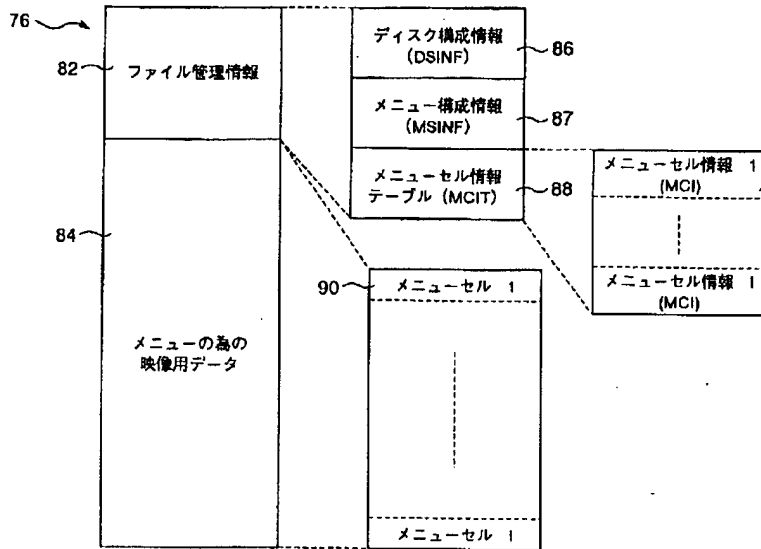 76
82
ファイル管理情報
84
メニューの為の
映像用データ
ディスク構成情報
(DSINF)
86
メニュー構成情報
(MSINF)
87
メニューセル情報
テーブル (MCIT)
88
メニューセル情報 1
(MCI)
メニューセル情報 I
(MCI)
90
メニューセル 1
メニューセル I